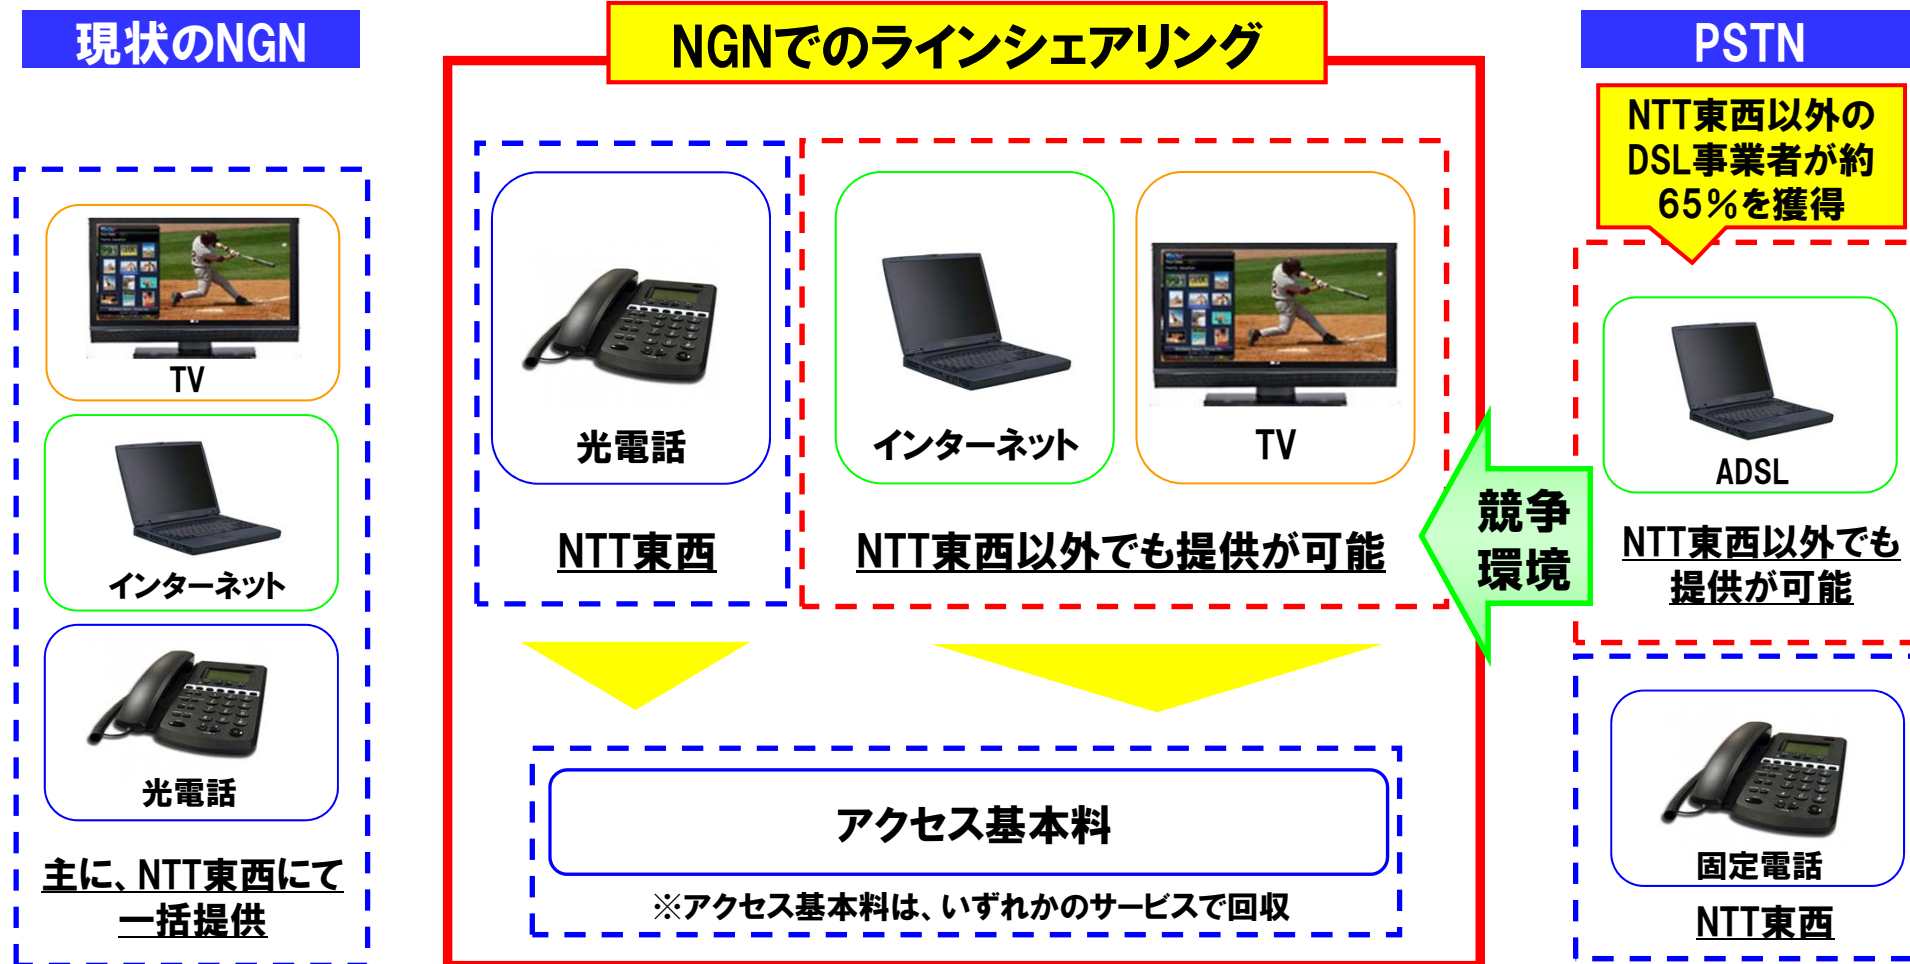 現状のNGN
TV
インターネット
光電話
主に、NTT東西にて
一括提供
NGNでのラインシェアリング
光電話
NTT東西
インターネット
TV
NTT東西以外でも提供が可能
アクセス基本料
※アクセス基本料は、いずれかのサービスで回収
競争
環境
PSTN
NTT東西以外の
DSL事業者が約
65%を獲得
ADSL
NTT東西以外でも
提供が可能
固定電話
NTT東西